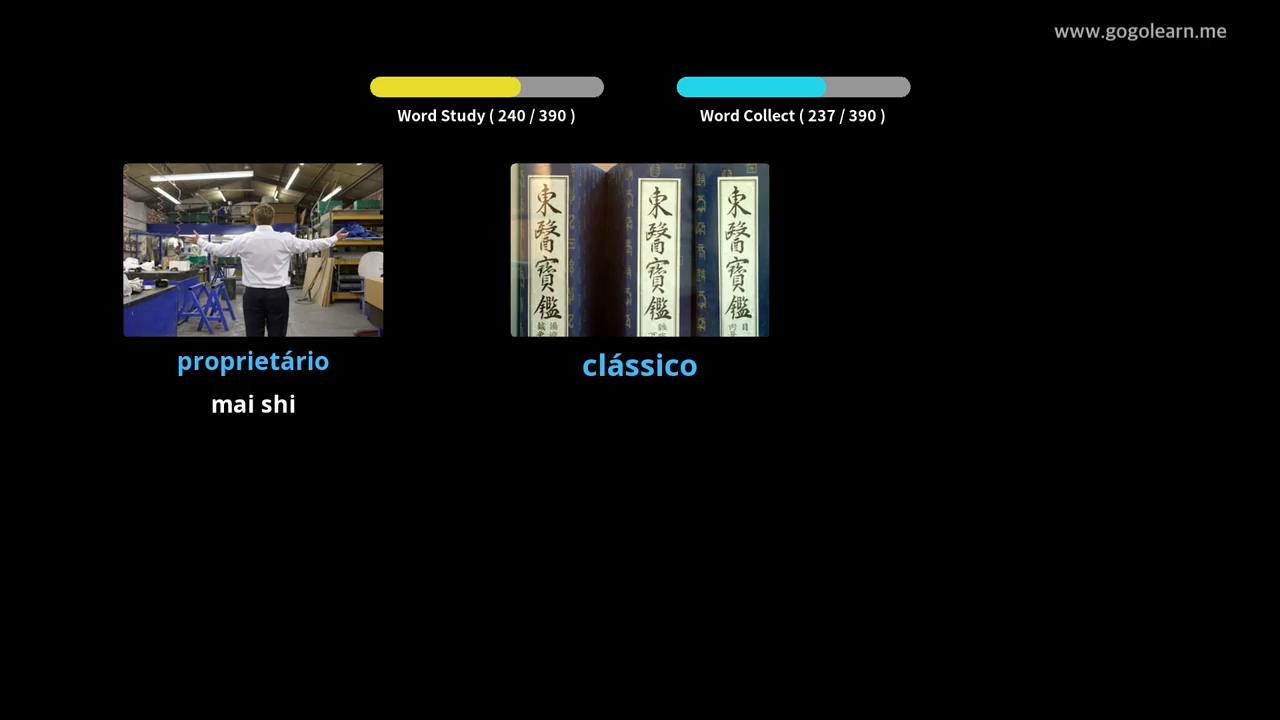 www.gogolearn.me
Word Study ( 240 / 390 )
Word Collect ( 237 / 390 )
東醫寶鑑
東醫寶鑑
東醫寶鑑
proprietário
clássico
mai shi